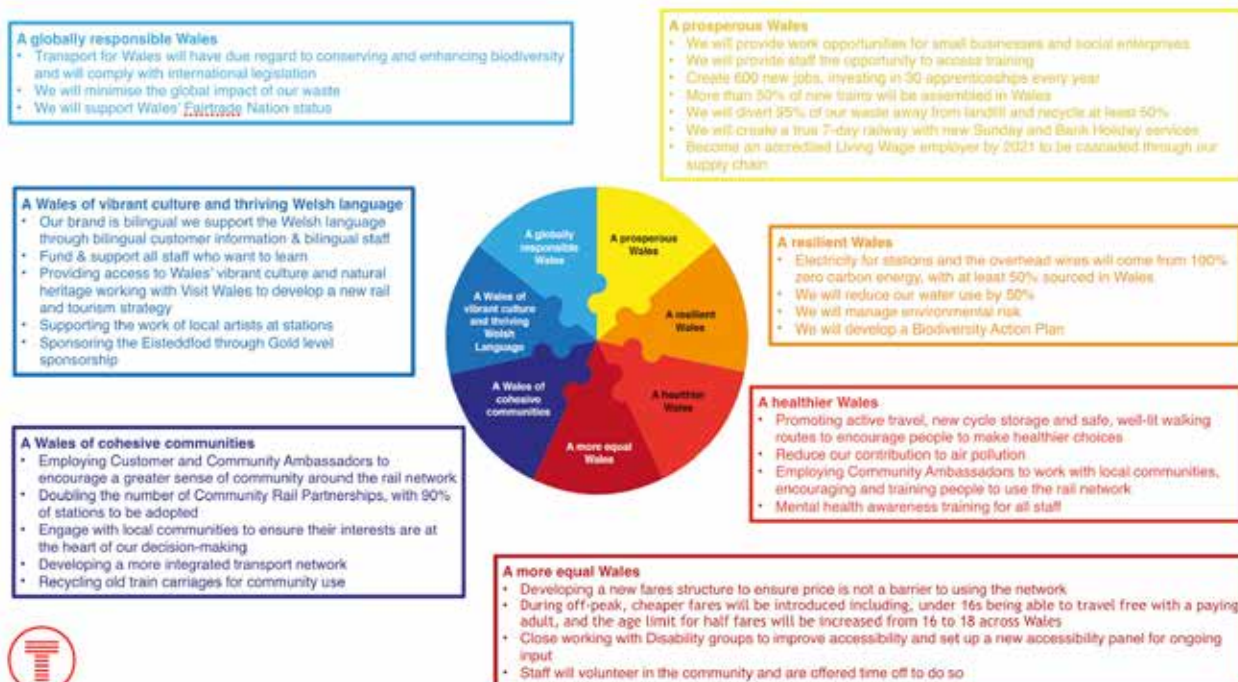 A globally responsible Wales
• Transport for Wales will have due regard to conserving and enhancing biodiversity
and will comply with international legislation
• We will minimise the global impact of our waste
• We will support Wales' Fairtrade Nation status
A prosperous Wales
• We will provide work opportunities for small businesses and social enterprises
• We will provide staff the opportunity to access training
• Create 600 new jobs, investing in 30 apprenticeships every year
• More than 50% of new trains will be assembled in Wales
• We will divert 95% of our waste away from landfill and recycle at least 50%
• We will create a true 7-day railway with new Sunday and Bank Holiday services
• Become an accredited Living Wage employer by 2021 to be cascaded through our
supply chain
A Wales of vibrant culture and thriving Welsh language
• Our brand is bilingual we support the Welsh language
through bilingual customer information & bilingual staff
• Fund & support all staff who want to learn
• Providing access to Wales' vibrant culture and natural
heritage working with Visit Wales to develop a new rail
and tourism strategy
• Supporting the work of local artists at stations
• Sponsoring the Eisteddfod through Gold level
sponsorship
A globally
responsible
Wales
A prosperous
Wales
A Wales of
vibrant culture
and thriving
Welsh
Language
A resilient
Wales
A Wales of
cohesive
communities
A healthier
Wales
A more equal
Wales
A resilient Wales
• Electricity for stations and the overhead wires will come from 100%
zero carbon energy, with at least 50% sourced in Wales
• We will reduce our water use by 50%
• We will manage environmental risk
• We will develop a Biodiversity Action Plan
A healthier Wales
• Promoting active travel, new cycle storage and safe, well-lit walking
routes to encourage people to make healthier choices
• Reduce our contribution to air pollution
• Employing Community Ambassadors to work with local communities,
encouraging and training people to use the rail network
• Mental health awareness training for all staff
A Wales of cohesive communities
• Employing Customer and Community Ambassadors to
encourage a greater sense of community around the rail network
• Doubling the number of Community Rail Partnerships, with 90%
of stations to be adopted
• Engage with local communities to ensure their interests are at
the heart of our decision-making
• Developing a more integrated transport network
• Recycling old train carriages for community use
A more equal Wales
• Developing a new fares structure to ensure price is not a barrier to using the network
• During off-peak, cheaper fares will be introduced including, under 16s being able to travel free with a paying
adult, and the age limit for half fares will be increased from 16 to 18 across Wales
• Close working with Disability groups to improve accessibility and set up a new accessibility panel for ongoing
input
• Staff will volunteer in the community and are offered time off to do so